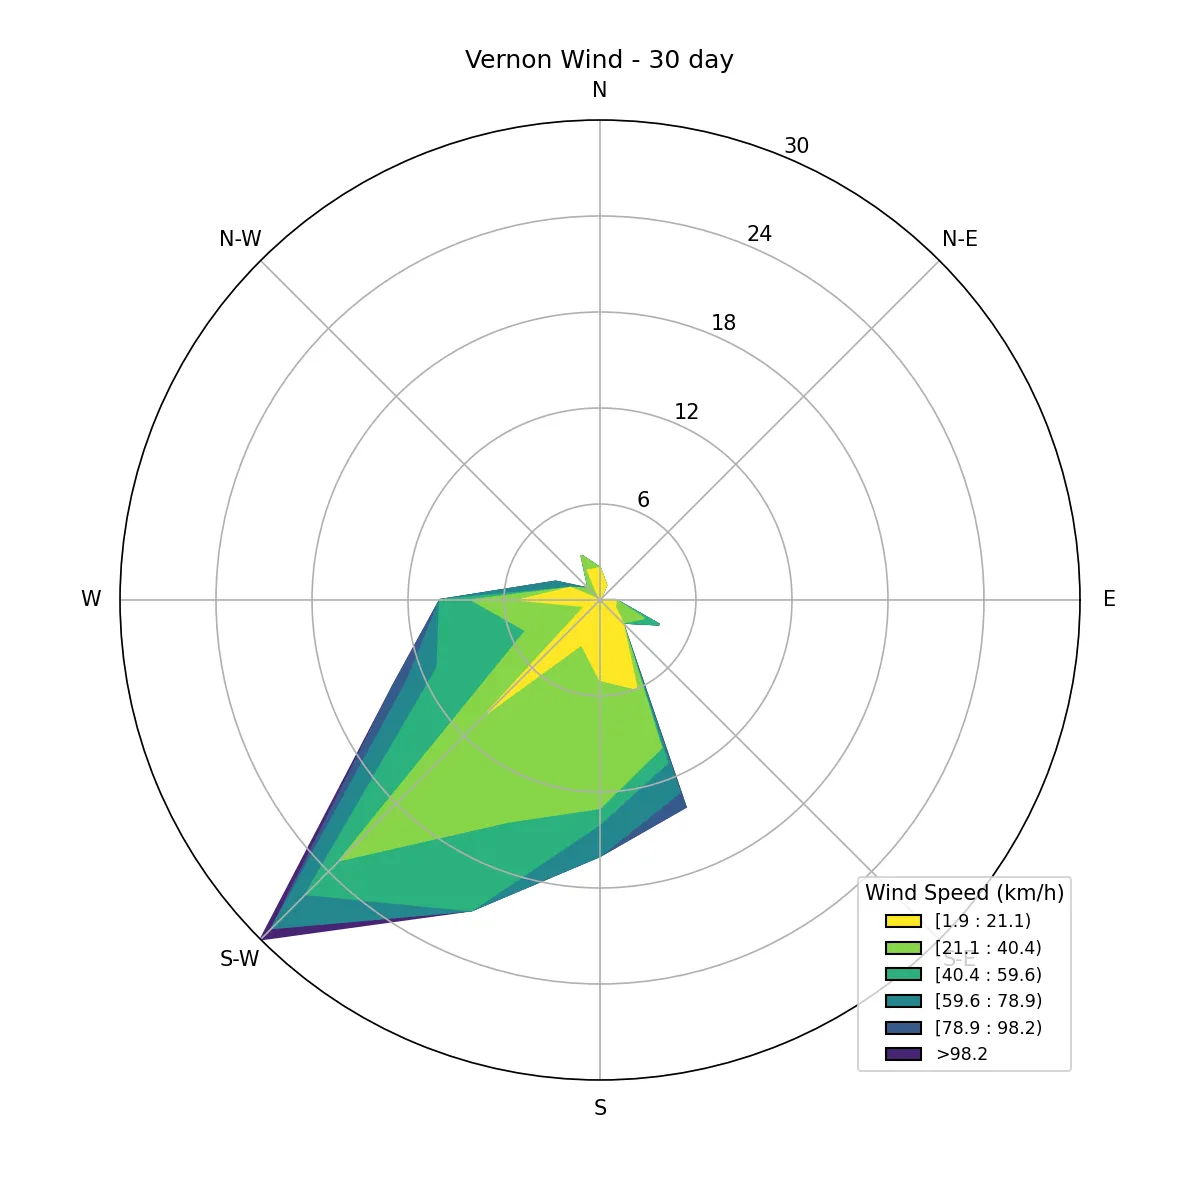 Vernon Wind - 30 day
N
30
N-W
N-E
24
18
12
6
W
E
Wind Speed (km/h)
[1.9 : 21.1)
[21.1 : 40.4)
[40.4 : 59.6)
[59.6 : 78.9)
[78.9 : 98.2)
>98.2
S-W
S-E
S